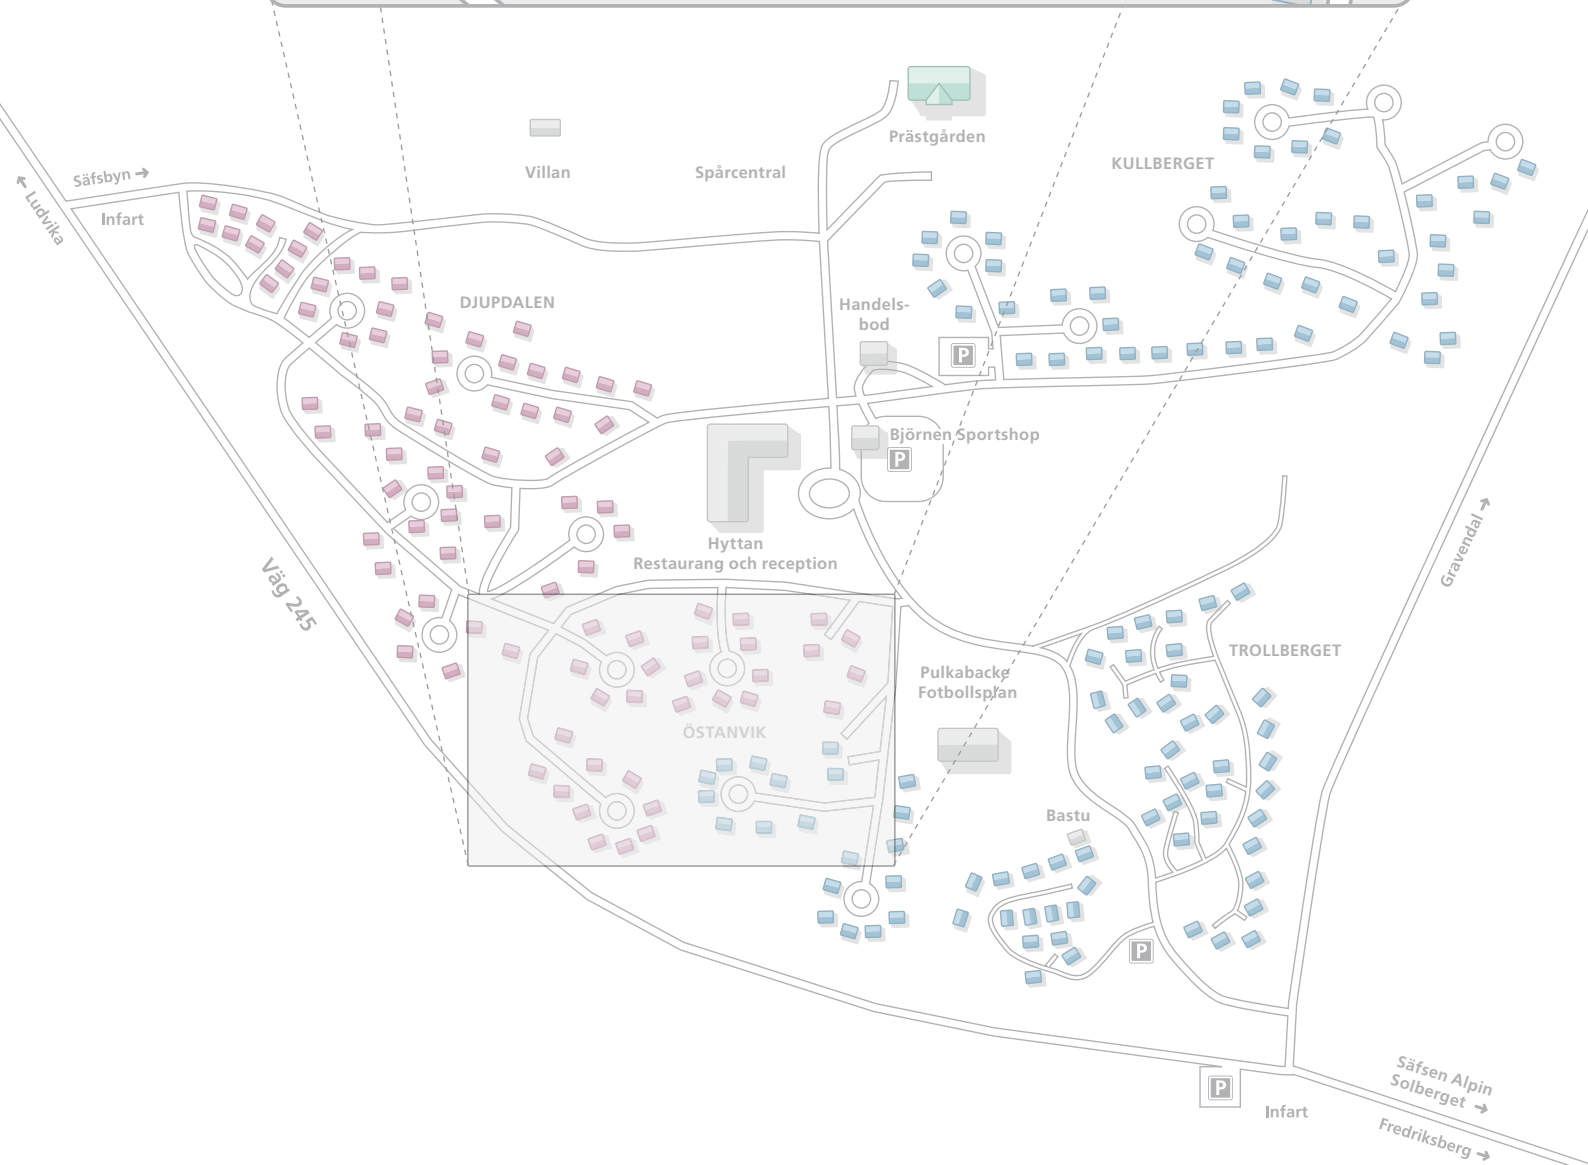 Prästgården
KULLBERGET
Villan
Spårcentral
Säfsbyn →
Infart
← Ludvika
DJUPDALEN
Handels-
bod
P
Björnen Sportshop
P
Hyttan
Restaurang och reception
Väg 245
Gravendal →
ÖSTANVIK
Pulkabacke
Fotbollsplan
TROLLBERGET
Bastu
P
P
Infart
Säfsen Alpin
Solberget →
Fredriksberg →